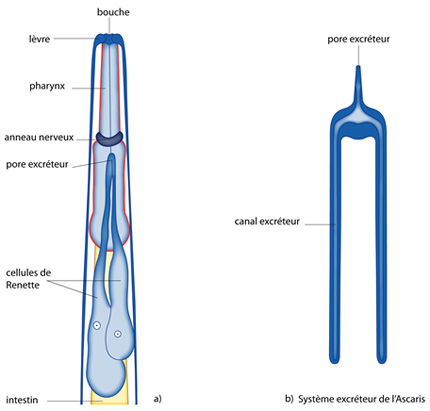 bouche
lèvre
pharynx
anneau nerveux
pore excréteur
cellules de
Renette
intestin
a)
pore excréteur
canal excréteur
b) Système excréteur de l'Ascaris